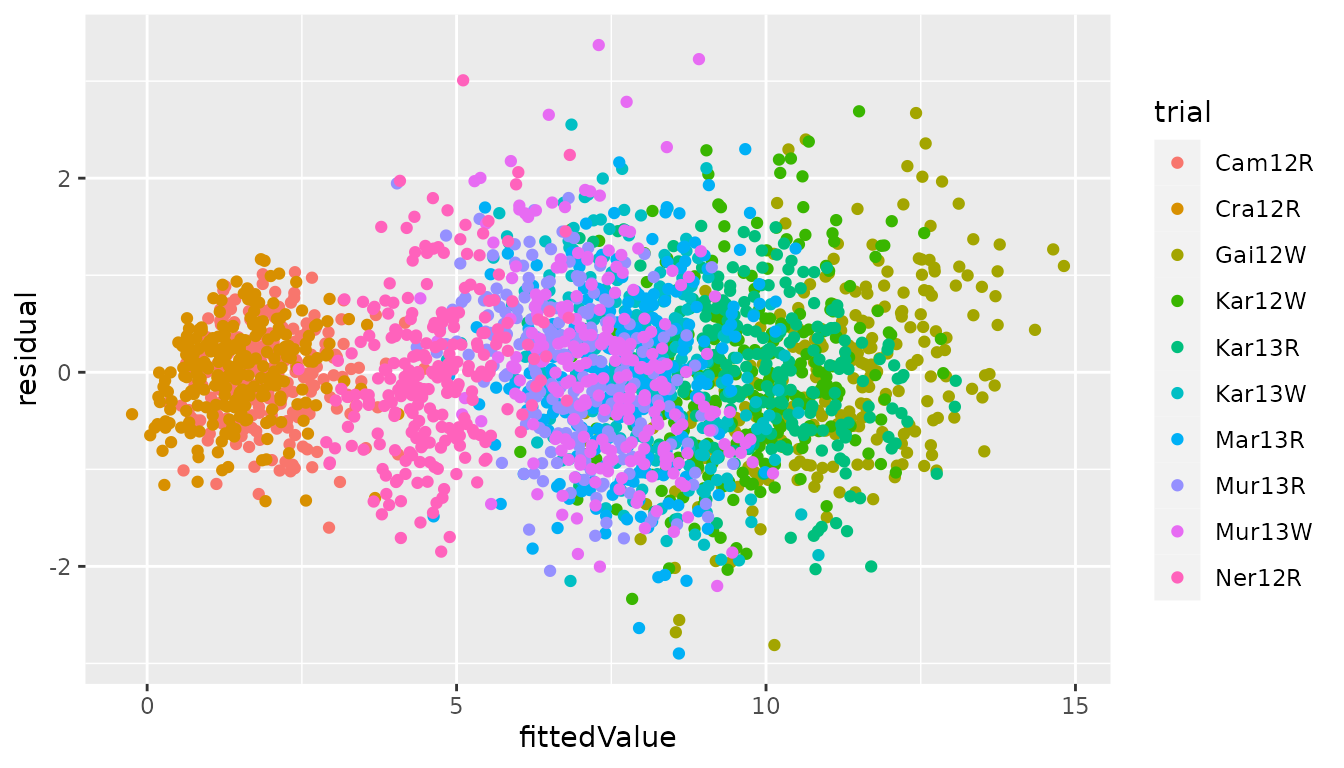 residual
2
0
-2
0 5 10 15
fittedValue
trial
Cam12R
Cra12R
Gai12W
Kar12W
Kar13R
Kar13W
Mar13R
Mur13R
Mur13W
Ner12R